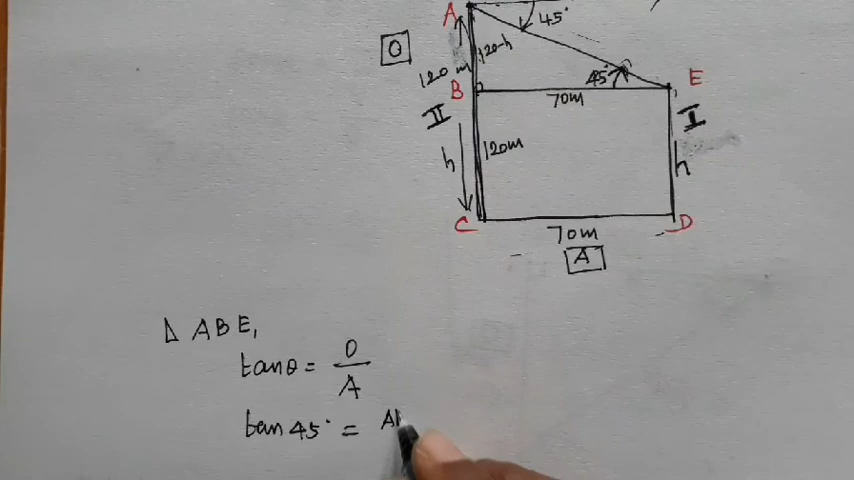 A
45°
O
120-h
120 m
45°
E
B
70m
II
I
h
120m
h
C
70m
D
A
Δ ABE,
tanθ = O
A
tan 45° =